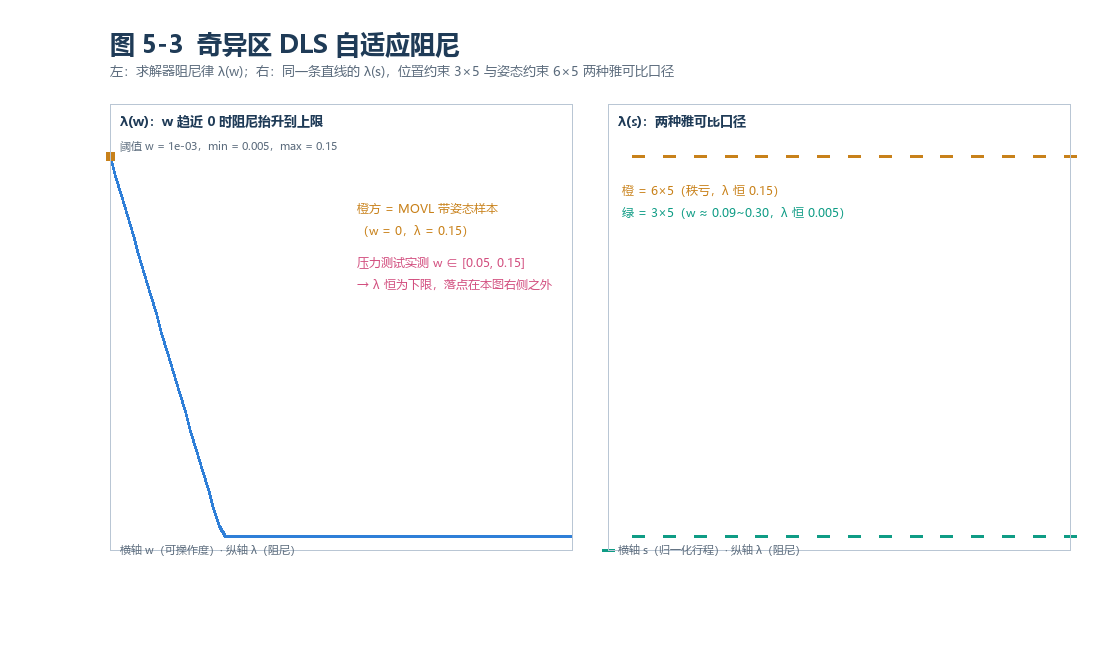 图 5-3 奇异区 DLS 自适应阻尼
左：求解器阻尼律 λ(w)；右：同一条直线的 λ(s)，位置约束 3×5 与姿态约束 6×5 两种雅可比口径
λ(w)：w 趋近 0 时阻尼抬升到上限
阈值 w = 1e-03，min = 0.005，max = 0.15
橙方 = MOVL 带姿态样本
（w = 0，λ = 0.15）
压力测试实测 w ∈ [0.05, 0.15]
→ λ 恒为下限，落点在本图右侧之外
横轴 w（可操作度）· 纵轴 λ（阻尼）
λ(s)：两种雅可比口径
橙 = 6×5（秩亏，λ 恒 0.15）
绿 = 3×5（w ≈ 0.09~0.30，λ 恒 0.005）
横轴 s（归一化行程）· 纵轴 λ（阻尼）